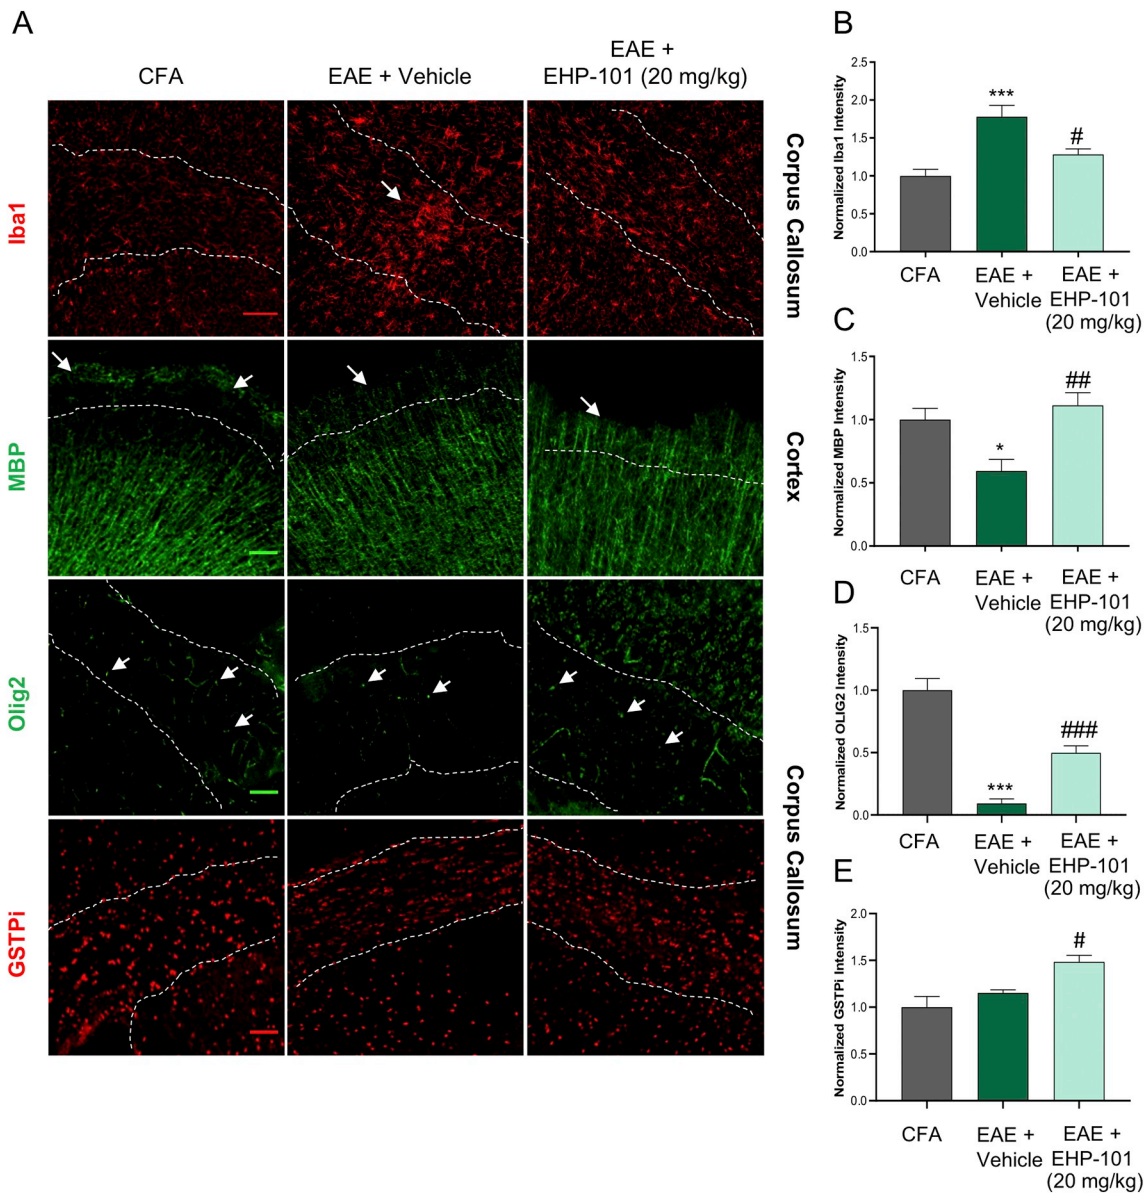 A
CFA
EAE + Vehicle
EAE +
EHP-101 (20 mg/kg)
Iba1
MBP
Olig2
GSTPi
Corpus Callosum
Cortex
Corpus Callosum
B
Normalized Iba1 Intensity
2.5
2.0
1.5
1.0
0.5
0.0
***
#
CFA
EAE +
Vehicle
EAE +
EHP-101
(20 mg/kg)
C
Normalized MBP Intensity
1.5
1.0
0.5
0.0
*
##
CFA
EAE +
Vehicle
EAE +
EHP-101
(20 mg/kg)
D
Normalized OLIG2 Intensity
1.5
1.0
0.5
0.0
***
###
CFA
EAE +
Vehicle
EAE +
EHP-101
(20 mg/kg)
E
Normalized GSTPi Intensity
2.0
1.5
1.0
0.5
0.0
#
CFA
EAE +
Vehicle
EAE +
EHP-101
(20 mg/kg)